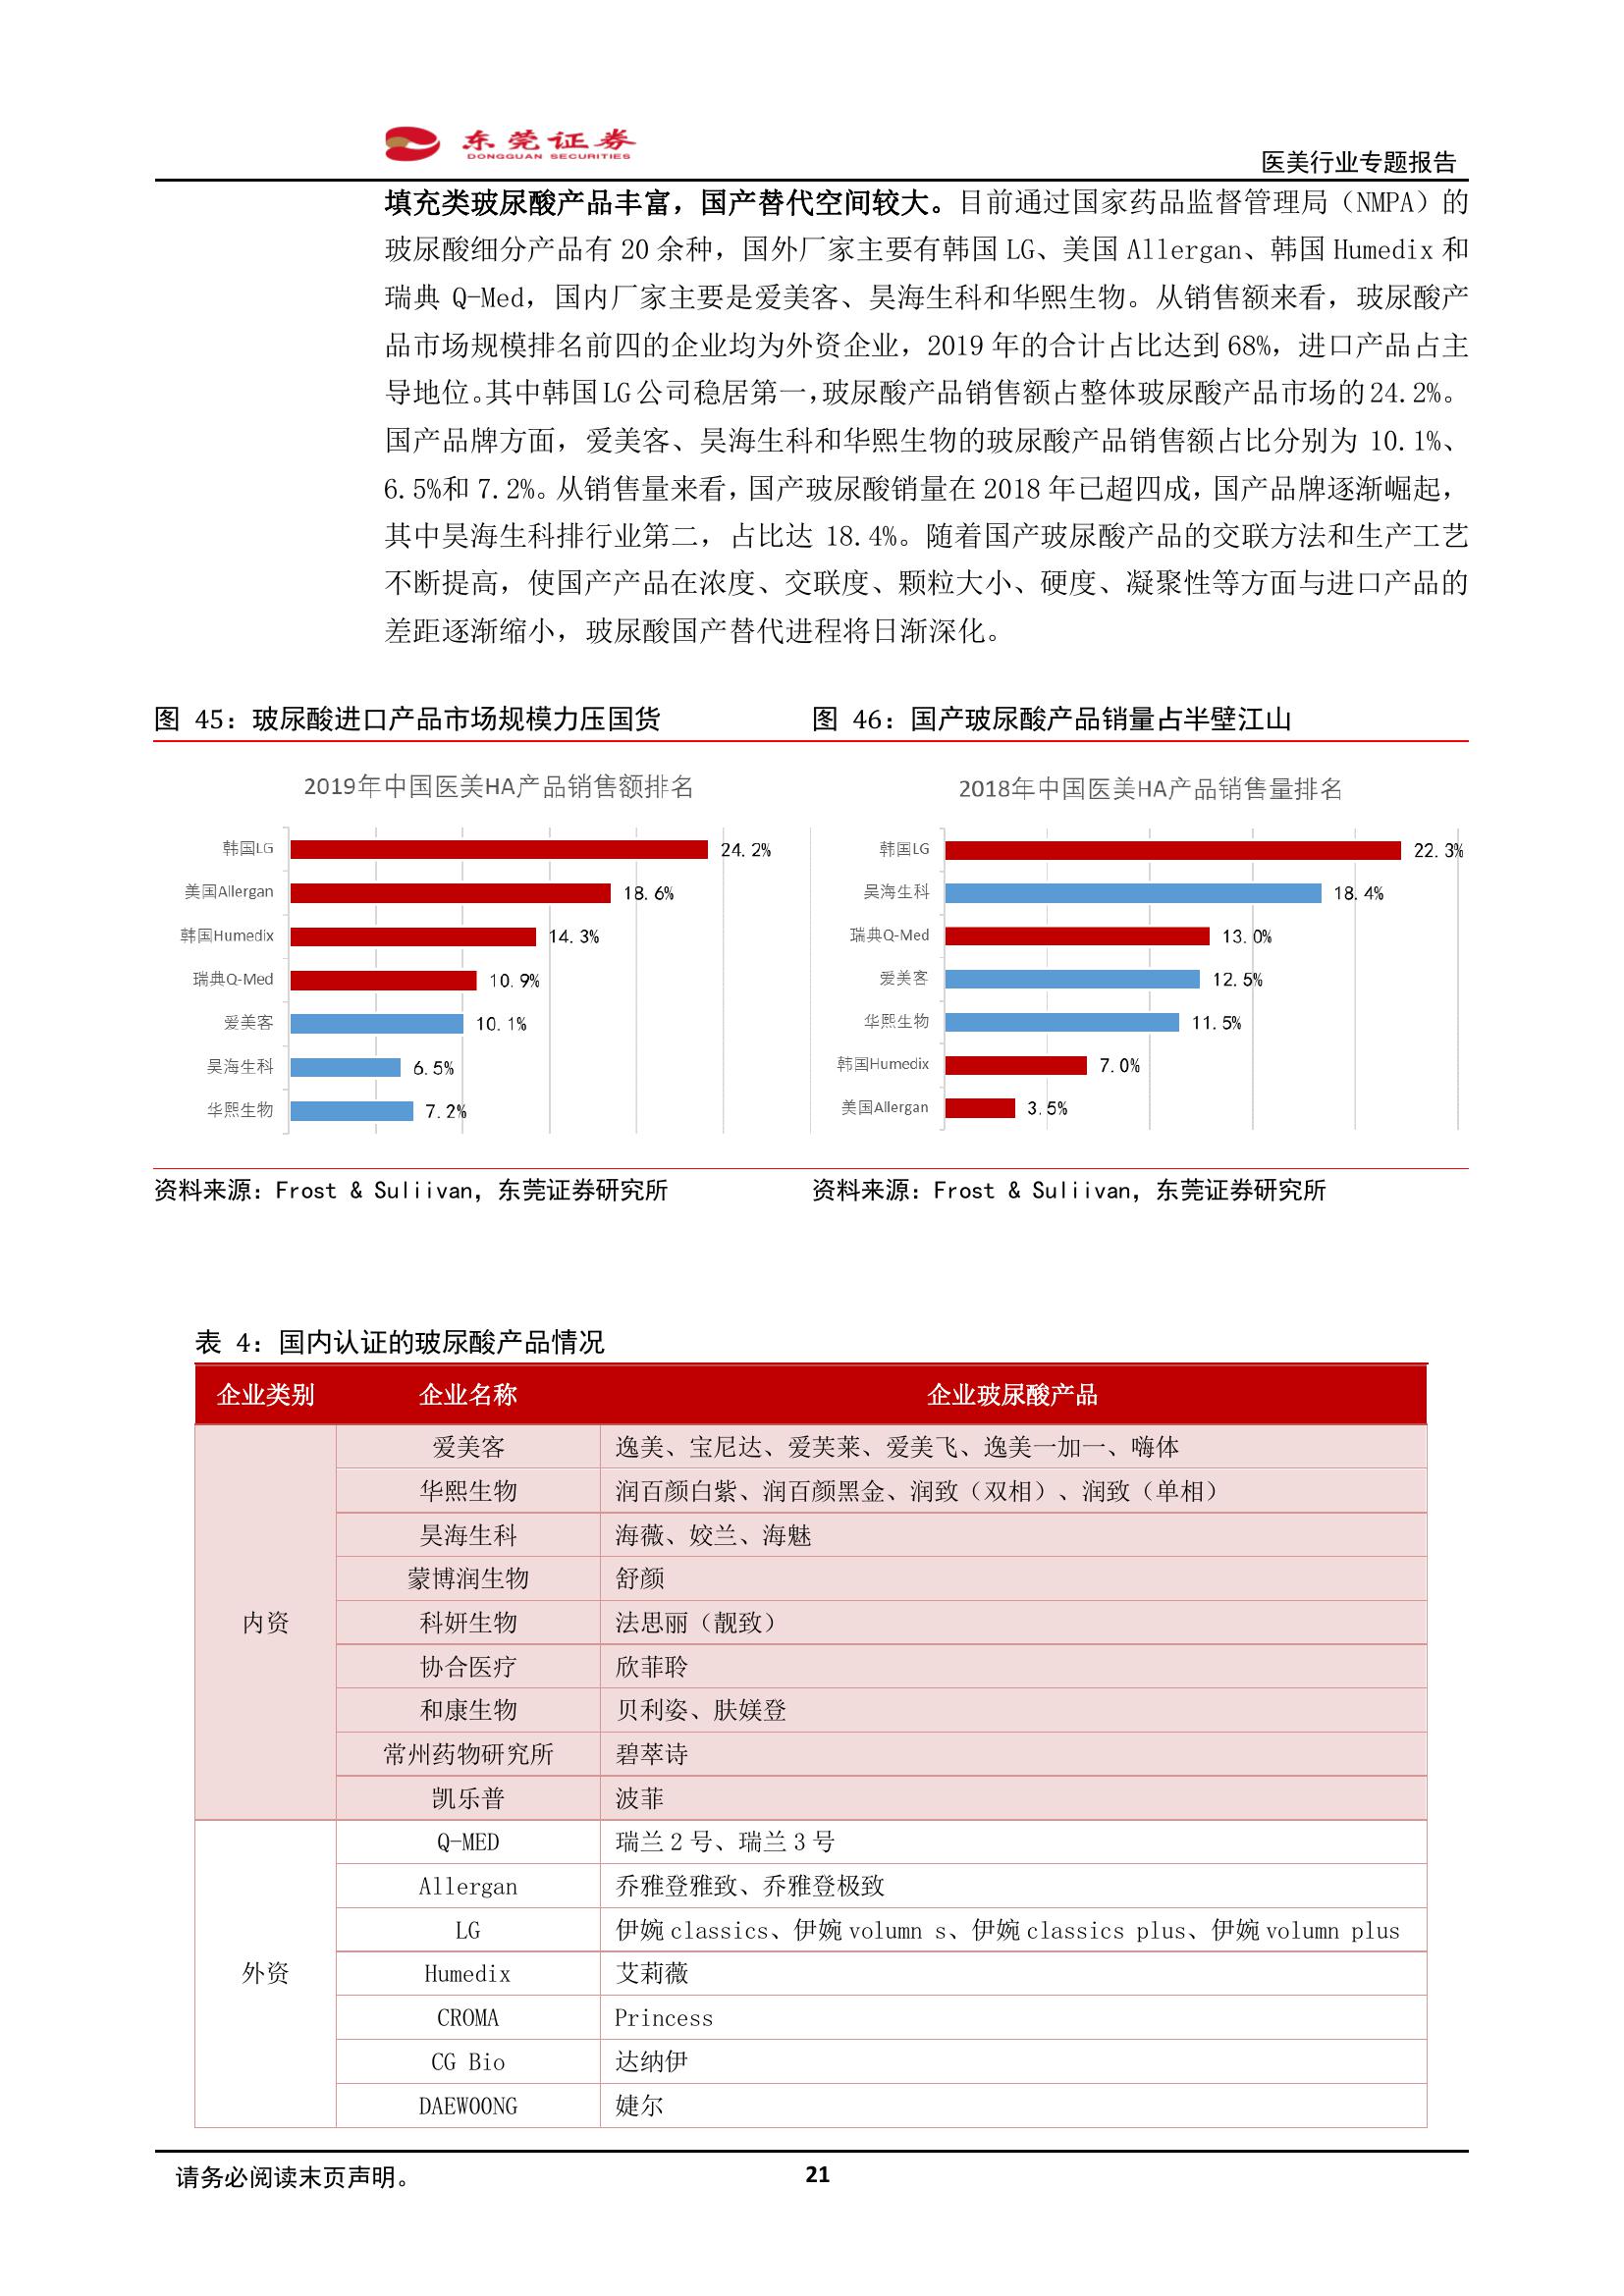 东莞证券
DONGGUAN SECURITIES
医美行业专题报告
填充类玻尿酸产品丰富，国产替代空间较大。目前通过国家药品监督管理局（NMPA）的
玻尿酸细分产品有 20 余种，国外厂家主要有韩国 LG、美国 Allergan、韩国 Humedix 和
瑞典 Q-Med，国内厂家主要是爱美客、昊海生科和华熙生物。从销售额来看，玻尿酸产
品市场规模排名前四的企业均为外资企业，2019 年的合计占比达到 68%，进口产品占主
导地位。其中韩国 LG 公司稳居第一，玻尿酸产品销售额占整体玻尿酸产品市场的 24.2%。
国产品牌方面，爱美客、昊海生科和华熙生物的玻尿酸产品销售额占比分别为 10.1%、
6.5%和 7.2%。从销售量来看，国产玻尿酸销量在 2018 年已超四成，国产品牌逐渐崛起，
其中昊海生科排行业第二，占比达 18.4%。随着国产玻尿酸产品的交联方法和生产工艺
不断提高，使国产产品在浓度、交联度、颗粒大小、硬度、凝聚性等方面与进口产品的
差距逐渐缩小，玻尿酸国产替代进程将日渐深化。
图 45：玻尿酸进口产品市场规模力压国货
2019年中国医美HA产品销售额排名
韩国LG 24.2%
美国Allergan 18.6%
韩国Humedix 14.3%
瑞典Q-Med 10.9%
爱美客 10.1%
昊海生科 6.5%
华熙生物 7.2%
资料来源：Frost & Suliivan，东莞证券研究所
图 46：国产玻尿酸产品销量占半壁江山
2018年中国医美HA产品销售量排名
韩国LG 22.3%
昊海生科 18.4%
瑞典Q-Med 13.0%
爱美客 12.5%
华熙生物 11.5%
韩国Humedix 7.0%
美国Allergan 3.5%
资料来源：Frost & Suliivan，东莞证券研究所
表 4：国内认证的玻尿酸产品情况
企业类别 企业名称 企业玻尿酸产品
内资
爱美客 逸美、宝尼达、爱芙莱、爱美飞、逸美一加一、嗨体
华熙生物 润百颜白紫、润百颜黑金、润致（双相）、润致（单相）
昊海生科 海薇、姣兰、海魅
蒙博润生物 舒颜
科妍生物 法思丽（靓致）
协合医疗 欣菲聆
和康生物 贝利姿、肤媄登
常州药物研究所 碧萃诗
凯乐普 波菲
外资
Q-MED 瑞兰 2 号、瑞兰 3 号
Allergan 乔雅登雅致、乔雅登极致
LG 伊婉 classics、伊婉 volumn s、伊婉 classics plus、伊婉 volumn plus
Humedix 艾莉薇
CROMA Princess
CG Bio 达纳伊
DAEWOONG 婕尔
请务必阅读末页声明。
21